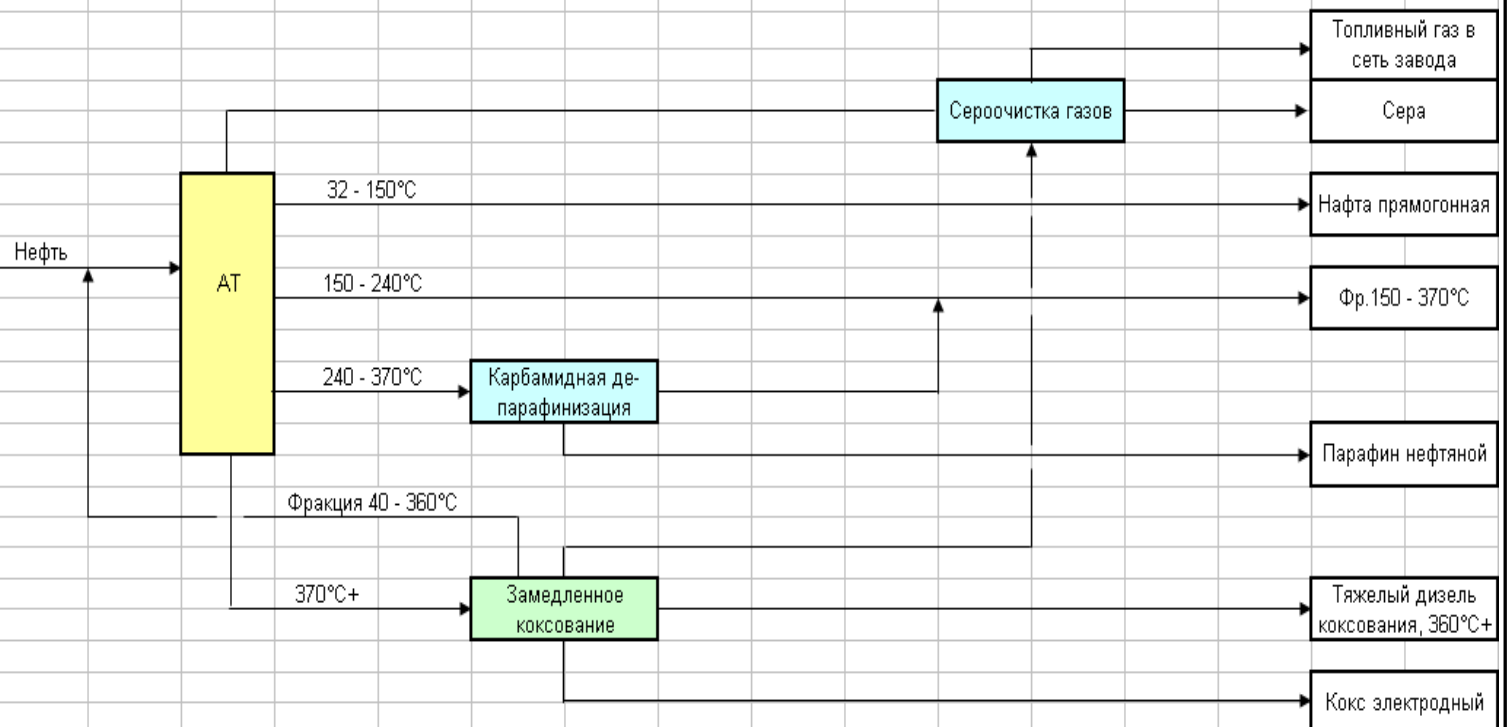 Топливный газ в
сеть завода
Сероочистка газов
Сера
32 - 150°C
Нафта прямогонная
Нефть
АТ
150 - 240°C
Фр.150 - 370°C
240 - 370°C
Карбамидная де-
парафинизация
Парафин нефтяной
Фракция 40 - 360°C
370°C+
Замедленное
коксование
Тяжелый дизель
коксования, 360°C+
Кокс электродный